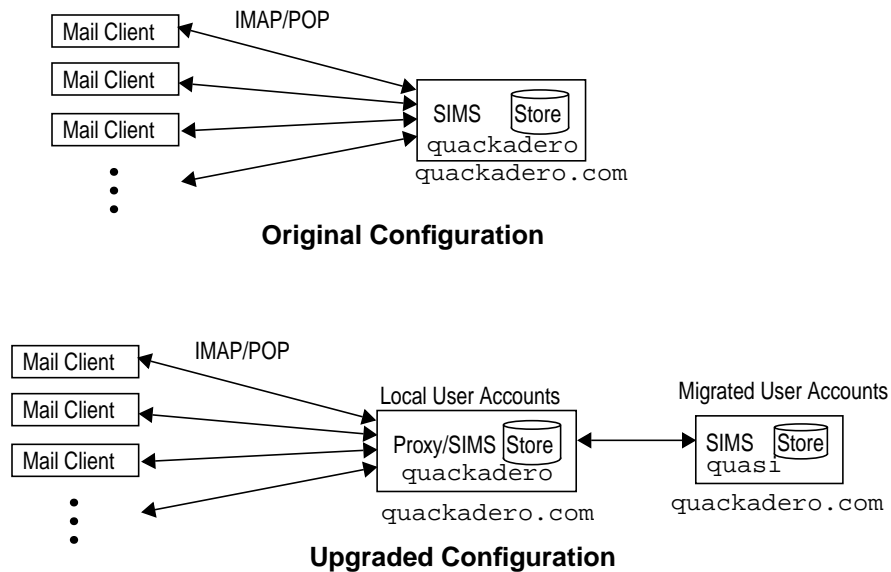 IMAP/POP
Mail Client
Mail Client
Mail Client
SIMS Store
quackadero
quackadero.com
Original Configuration
IMAP/POP
Mail Client
Mail Client
Mail Client
Local User Accounts
Proxy/SIMS Store
quackadero
quackadero.com
Migrated User Accounts
SIMS Store
quasi
quackadero.com
Upgraded Configuration